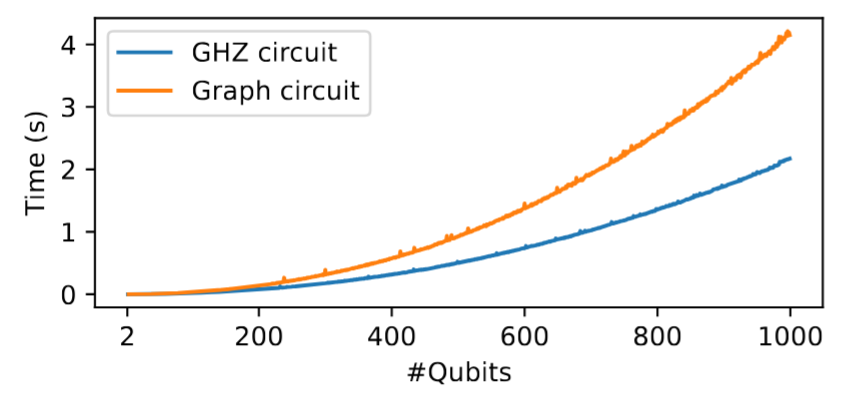 GHZ circuit
Graph circuit
Time (s)
4
3
2
1
0
2 200 400 600 800 1000
#Qubits